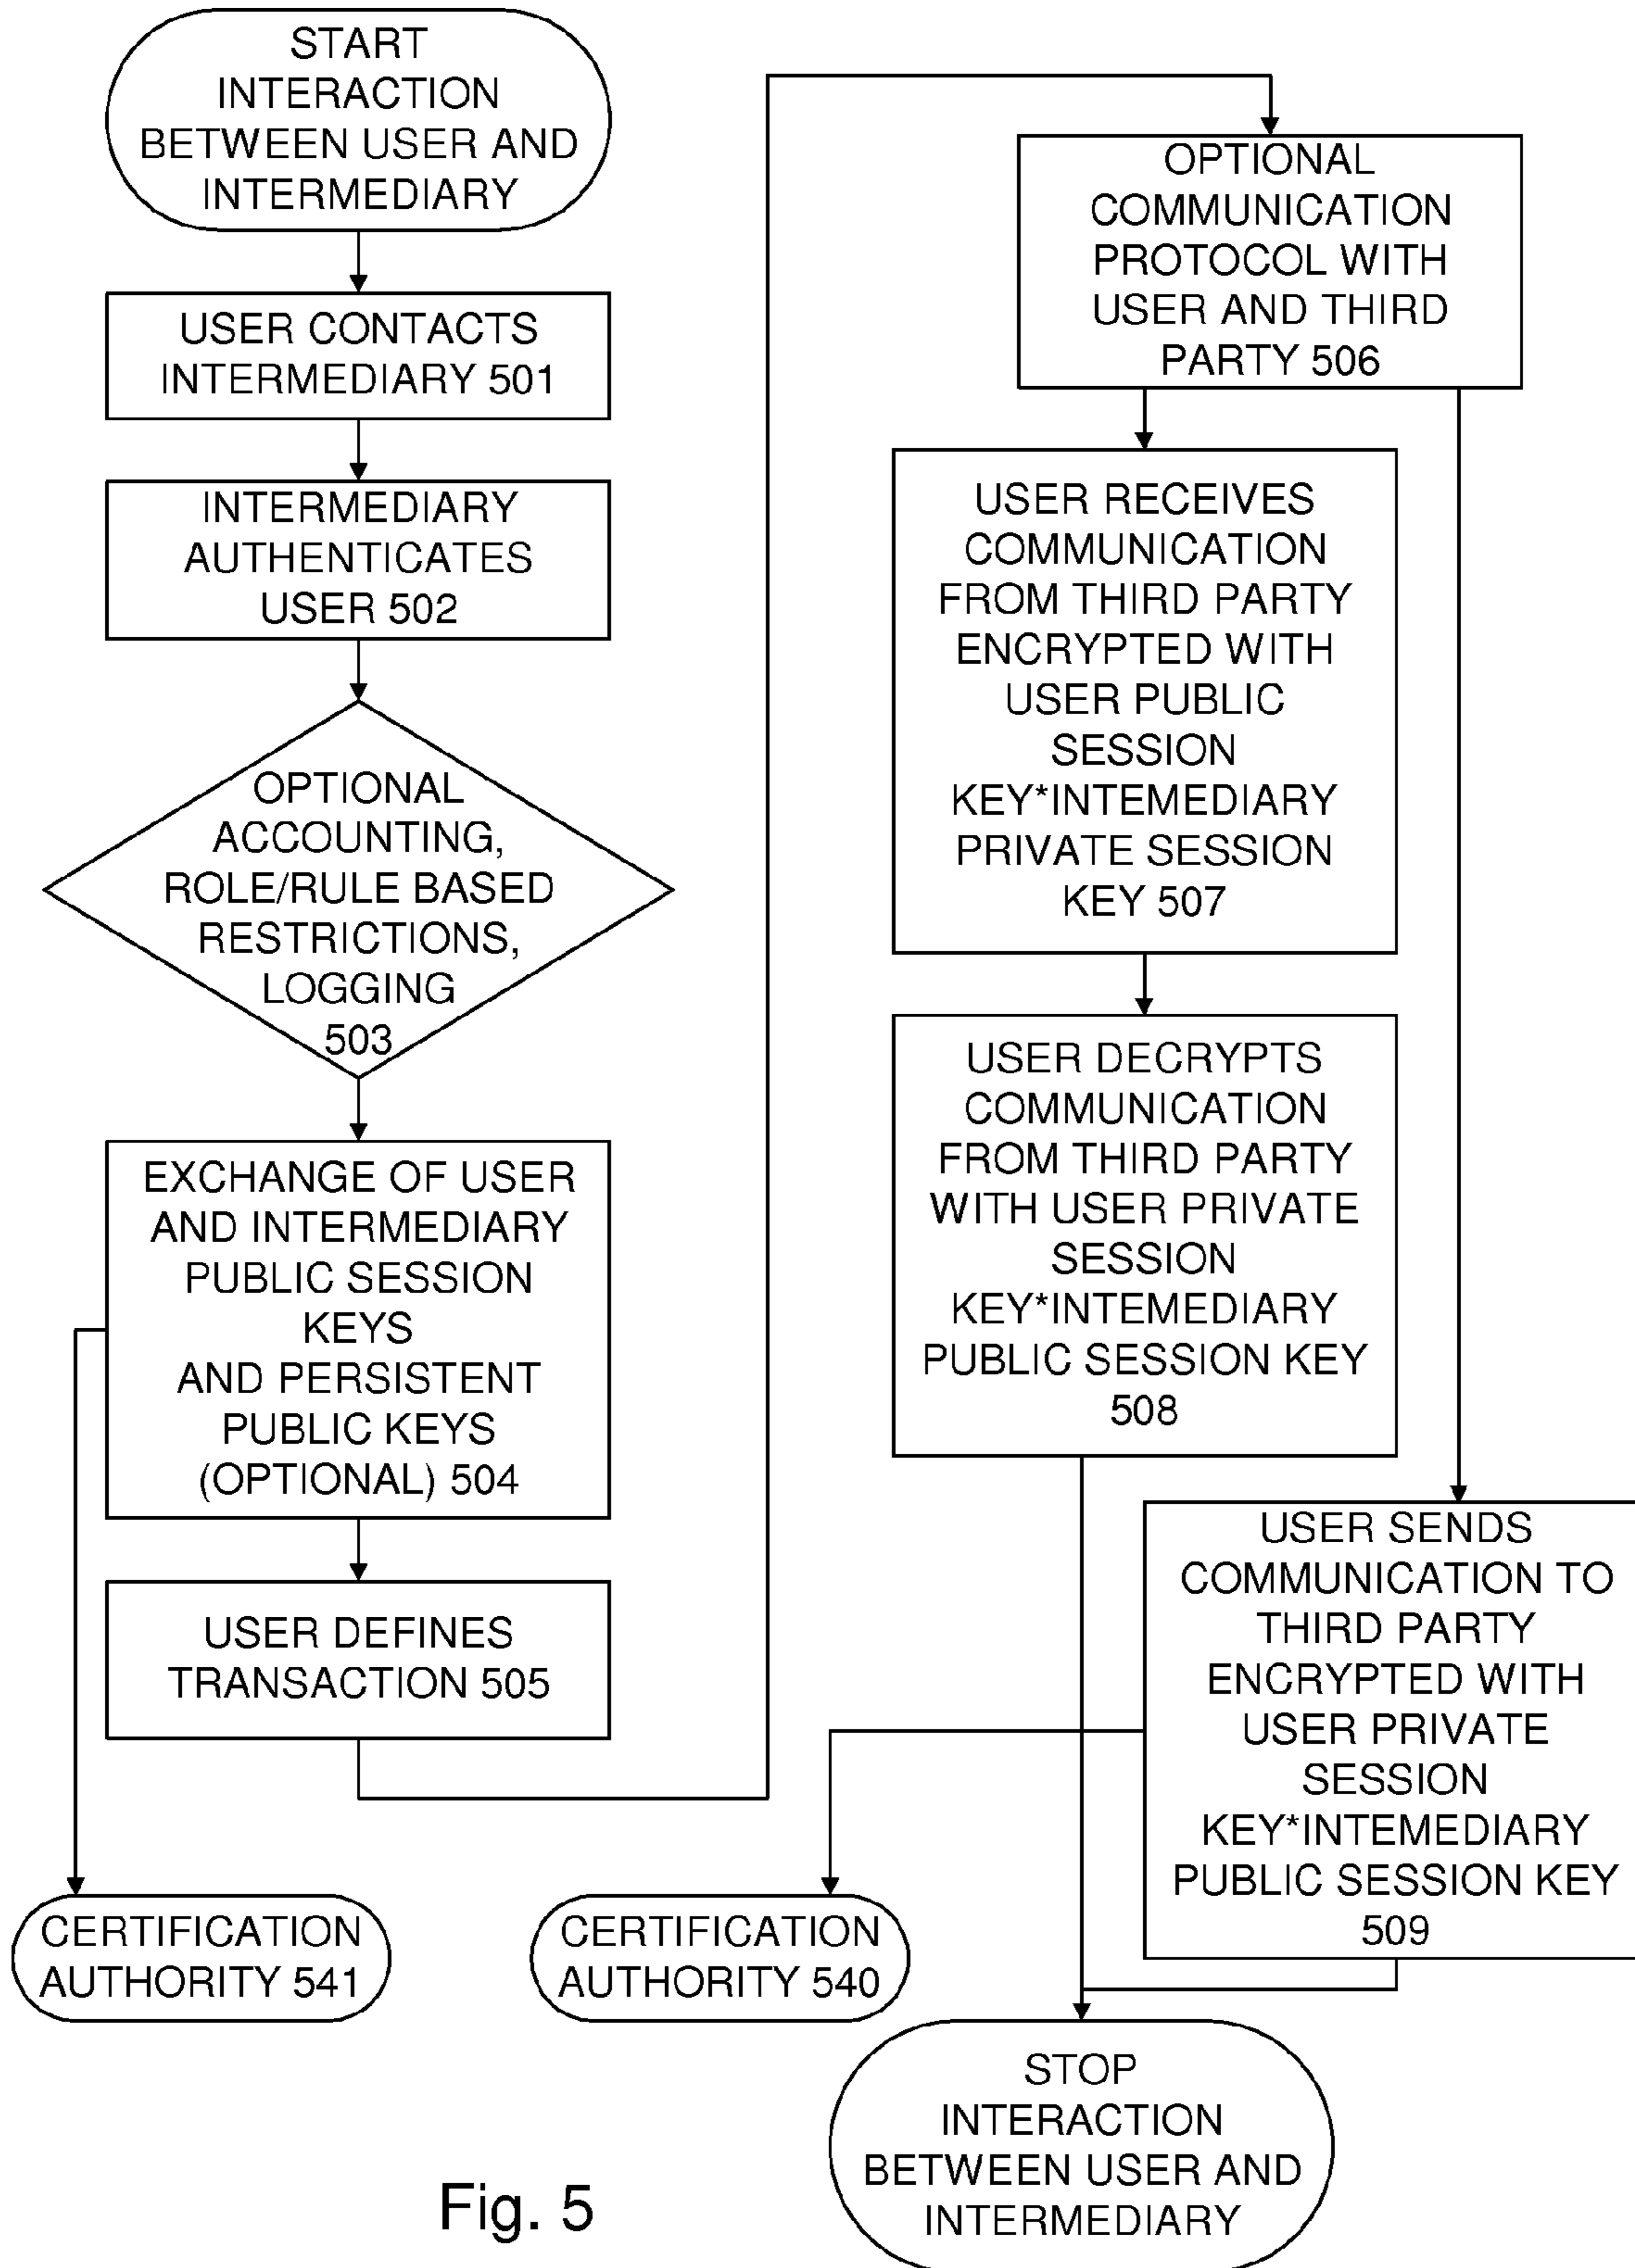 START
INTERACTION
BETWEEN USER AND
INTERMEDIARY
USER CONTACTS
INTERMEDIARY 501
INTERMEDIARY
AUTHENTICATES
USER 502
OPTIONAL
ACCOUNTING,
ROLE/RULE BASED
RESTRICTIONS,
LOGGING
503
EXCHANGE OF USER
AND INTERMEDIARY
PUBLIC SESSION
KEYS
AND PERSISTENT
PUBLIC KEYS
(OPTIONAL) 504
USER DEFINES
TRANSACTION 505
CERTIFICATION
AUTHORITY 541
OPTIONAL
COMMUNICATION
PROTOCOL WITH
USER AND THIRD
PARTY 506
USER RECEIVES
COMMUNICATION
FROM THIRD PARTY
ENCRYPTED WITH
USER PUBLIC
SESSION
KEY*INTEMEDIARY
PRIVATE SESSION
KEY 507
USER DECRYPTS
COMMUNICATION
FROM THIRD PARTY
WITH USER PRIVATE
SESSION
KEY*INTEMEDIARY
PUBLIC SESSION KEY
508
USER SENDS
COMMUNICATION TO
THIRD PARTY
ENCRYPTED WITH
USER PRIVATE
SESSION
KEY*INTEMEDIARY
PUBLIC SESSION KEY
509
CERTIFICATION
AUTHORITY 540
STOP
INTERACTION
BETWEEN USER AND
INTERMEDIARY
Fig. 5